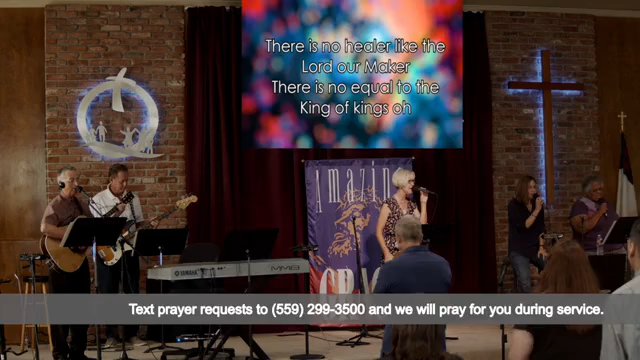 There is no healer like the
Lord our Maker
There is no equal to the
King of kings oh
Amazin
GR
YAMAHA
Text prayer requests to (559) 299-3500 and we will pray for you during service.